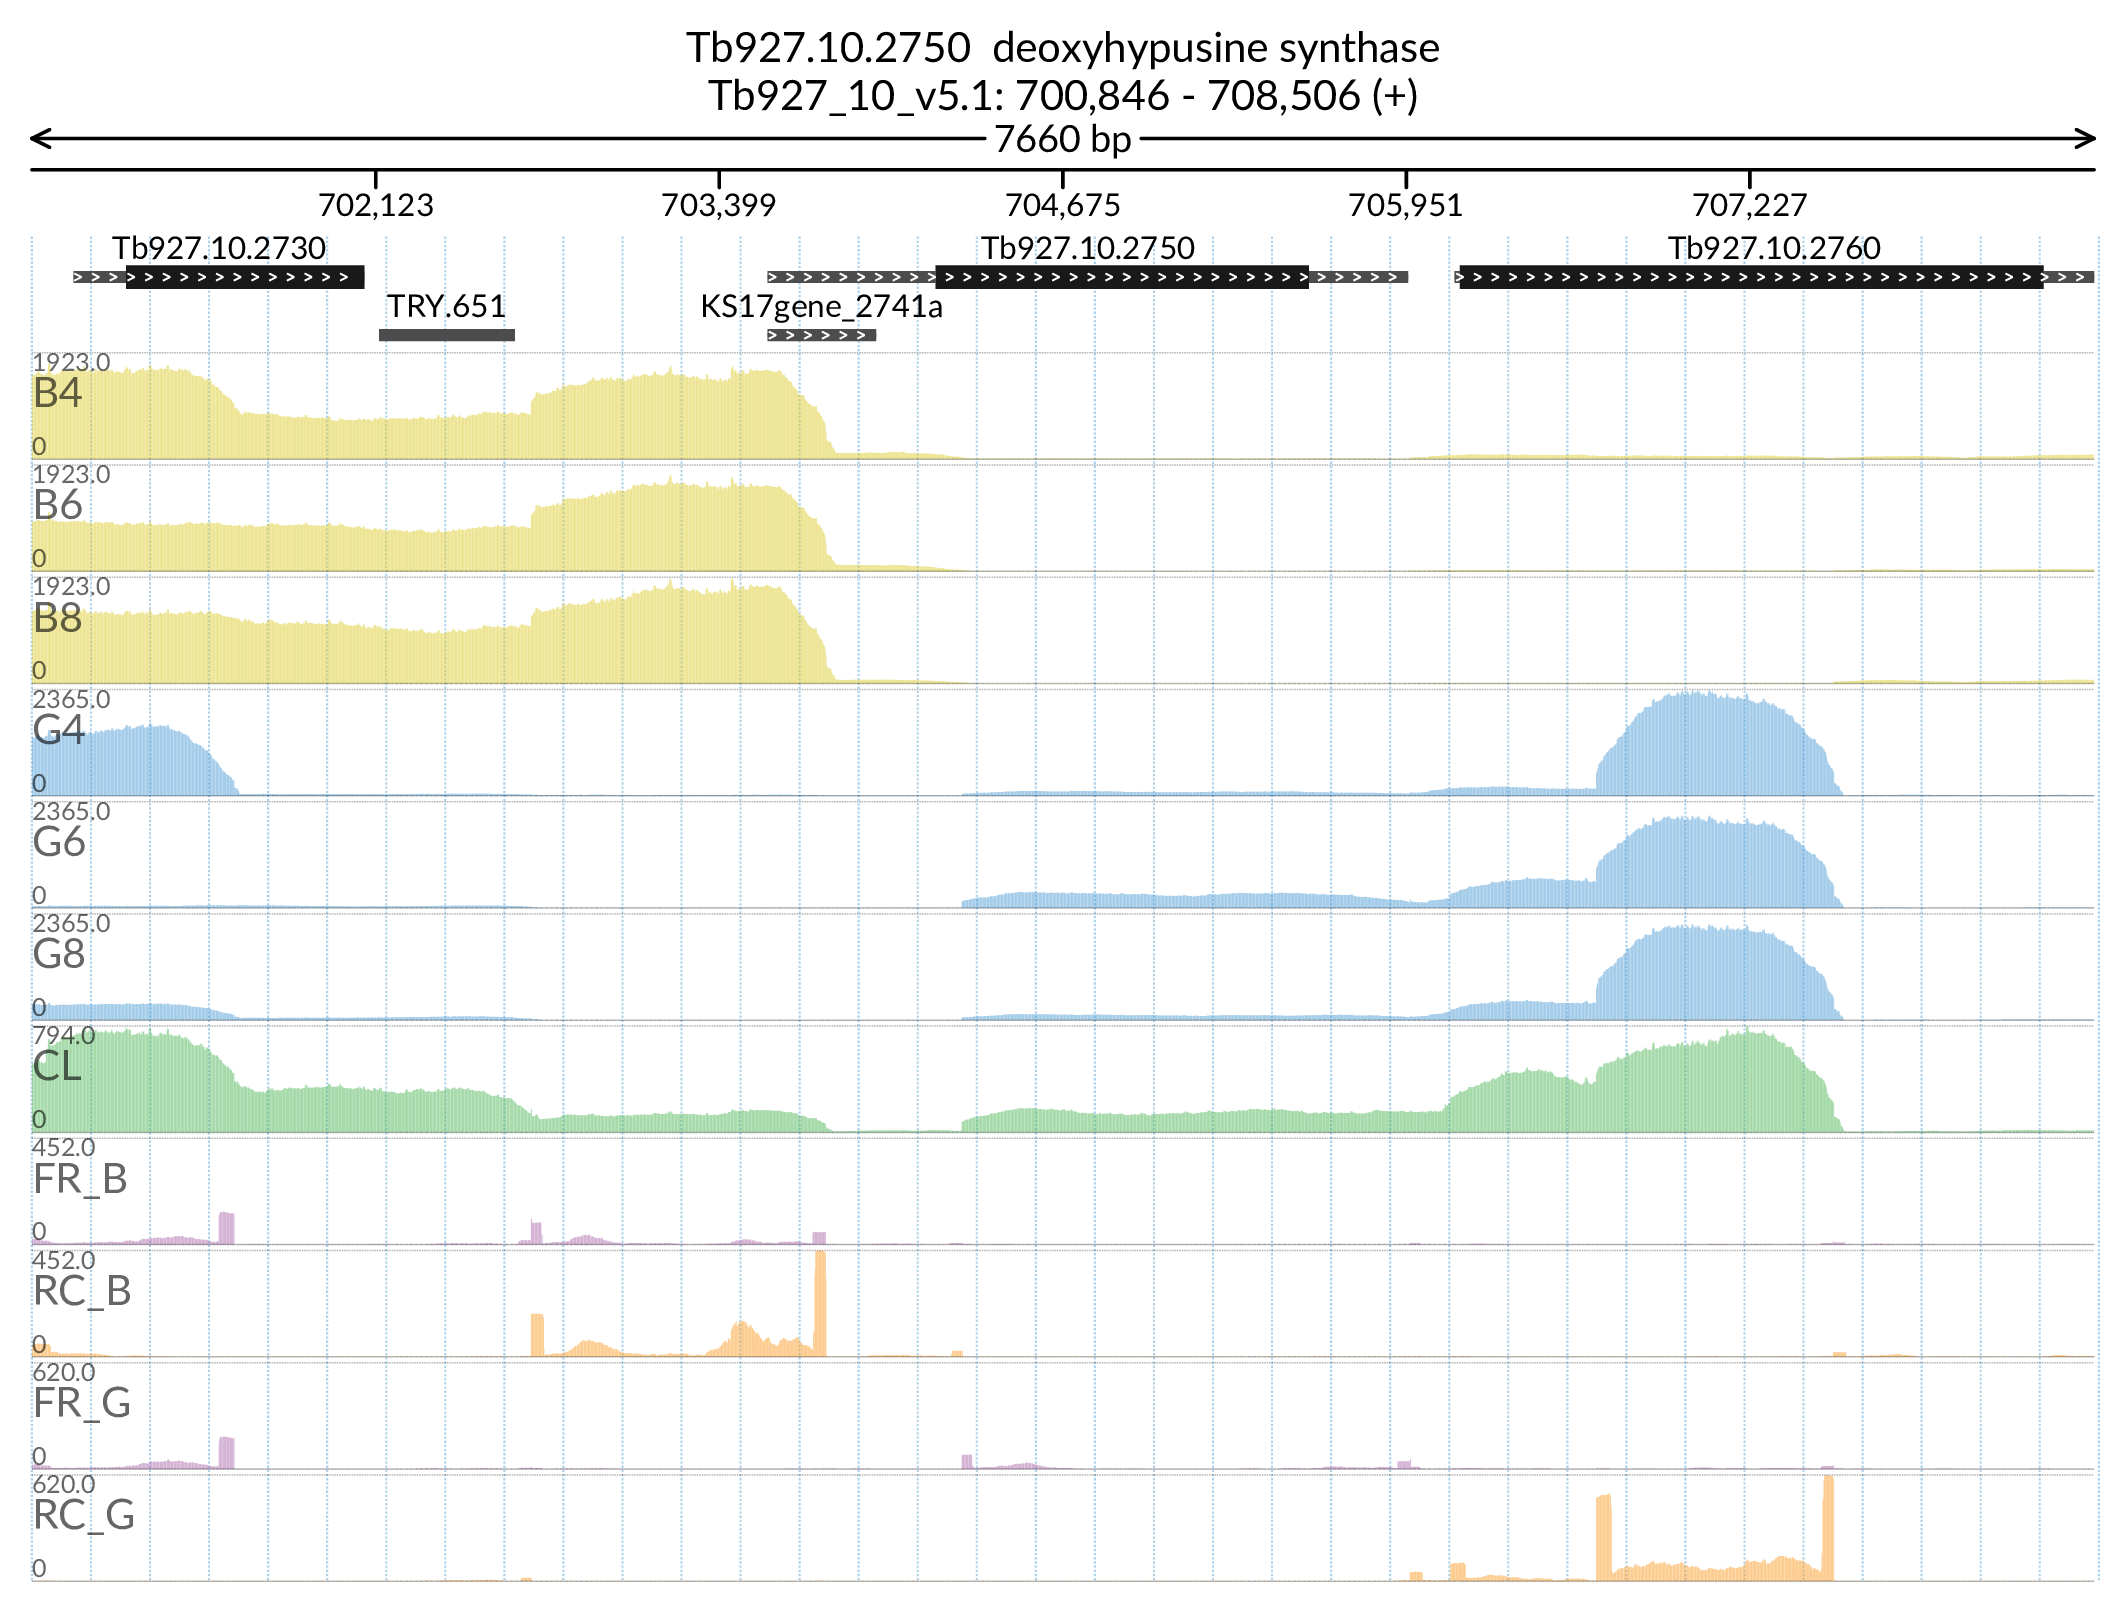 Tb927.10.2750  deoxyhypusine synthase
Tb927_10_v5.1: 700,846 - 708,506 (+)
7660 bp
702,123 703,399 704,675 705,951 707,227
Tb927.10.2730 Tb927.10.2750 Tb927.10.2760
TRY.651 KS17gene_2741a
1923.0
B4
0
1923.0
B6
0
1923.0
B8
0
2365.0
G4
0
2365.0
G6
0
2365.0
G8
0
794.0
CL
0
452.0
FR_B
0
452.0
RC_B
0
620.0
FR_G
0
620.0
RC_G
0